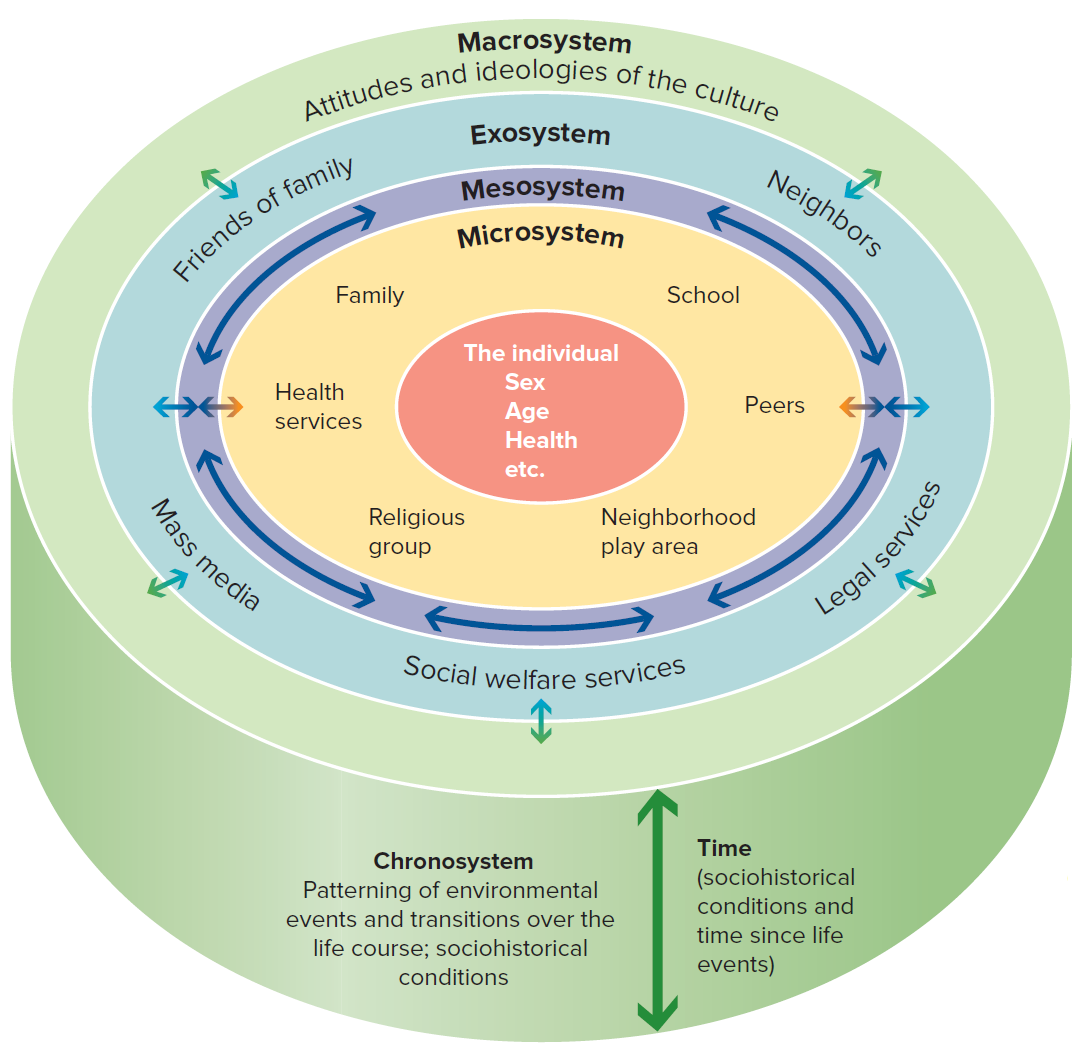 Macrosystem
Attitudes and ideologies of the culture
Exosystem
Friends of family
Neighbors
Mesosystem
Microsystem
Family
School
The individual
Sex
Age
Health
etc.
Health
services
Peers
Religious
group
Neighborhood
play area
Mass media
Legal services
Social welfare services
Chronosystem
Patterning of environmental
events and transitions over the
life course; sociohistorical
conditions
Time
(sociohistorical
conditions and
time since life
events)